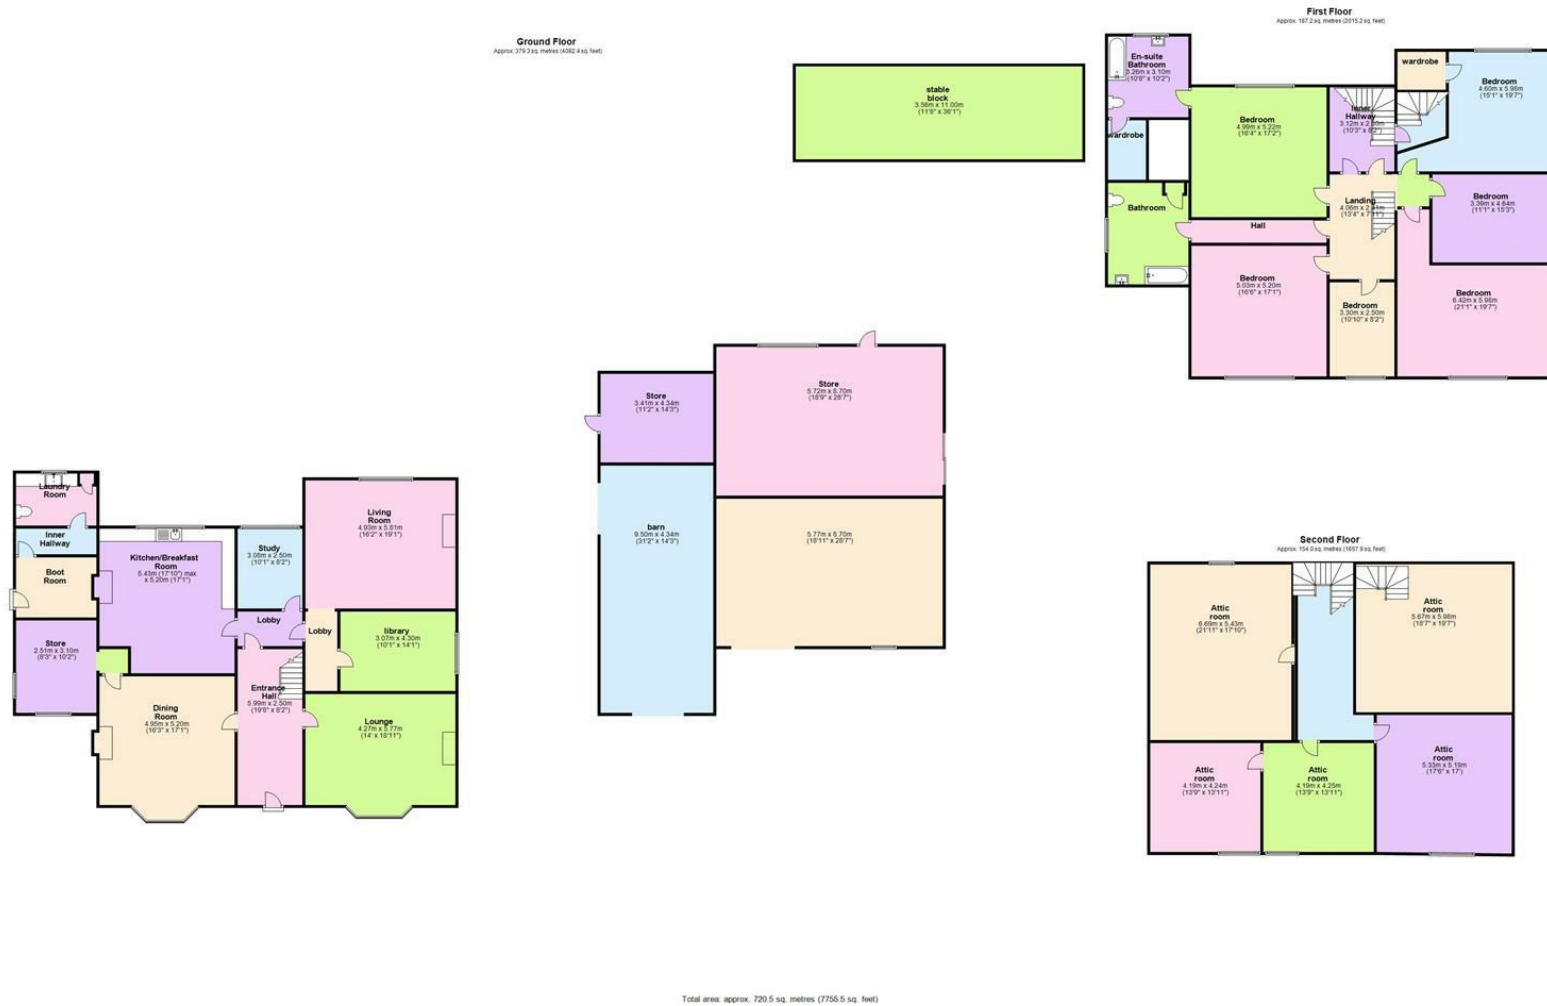 Ground Floor
Approx. 379.3 sq. metres (4082.4 sq. feet)
stable
block
3.56m x 11.00m
(11'8" x 36'1")
Store
3.41m x 4.34m
(11'2" x 14'3")
Store
5.72m x 8.70m
(18'9" x 28'7")
barn
9.50m x 4.34m
(31'2" x 14'3")
5.77m x 8.70m
(18'11" x 28'7")
Laundry
Room
Inner
Hallway
Boot
Room
Store
2.51m x 3.10m
(8'3" x 10'2")
Kitchen/Breakfast
Room
5.43m (17'10") max
x 5.20m (17'1")
Study
3.08m x 2.50m
(10'1" x 8'2")
Living
Room
4.93m x 5.81m
(16'2" x 19'1")
Lobby
Lobby
library
3.07m x 4.30m
(10'1" x 14'1")
Dining
Room
4.95m x 5.20m
(16'3" x 17'1")
Entrance
Hall
5.99m x 2.50m
(19'8" x 8'2")
Lounge
4.27m x 5.77m
(14' x 18'11")
First Floor
Approx. 187.2 sq. metres (2015.2 sq. feet)
En-suite
Bathroom
3.26m x 3.10m
(10'8" x 10'2")
wardrobe
Bathroom
Bedroom
4.99m x 5.22m
(16'4" x 17'2")
Inner
Hallway
(10'3" x 8'2")
wardrobe
Bedroom
4.60m x 5.98m
(15'1" x 19'7")
Bedroom
3.39m x 4.64m
(11'1" x 15'3")
Landing
(13'4" x 7'11")
Hall
Bedroom
5.03m x 5.20m
(16'6" x 17'1")
Bedroom
3.30m x 2.50m
(10'10" x 8'2")
Bedroom
6.42m x 5.98m
(21'1" x 19'7")
Second Floor
Approx. 154.0 sq. metres (1657.9 sq. feet)
Attic
room
6.69m x 5.43m
(21'11" x 17'10")
Attic
room
5.67m x 5.98m
(18'7" x 19'7")
Attic
room
4.19m x 4.24m
(13'9" x 13'11")
Attic
room
4.19m x 4.25m
(13'9" x 13'11")
Attic
room
5.33m x 5.19m
(17'6" x 17')
Total area: approx. 720.5 sq. metres (7755.5 sq. feet)